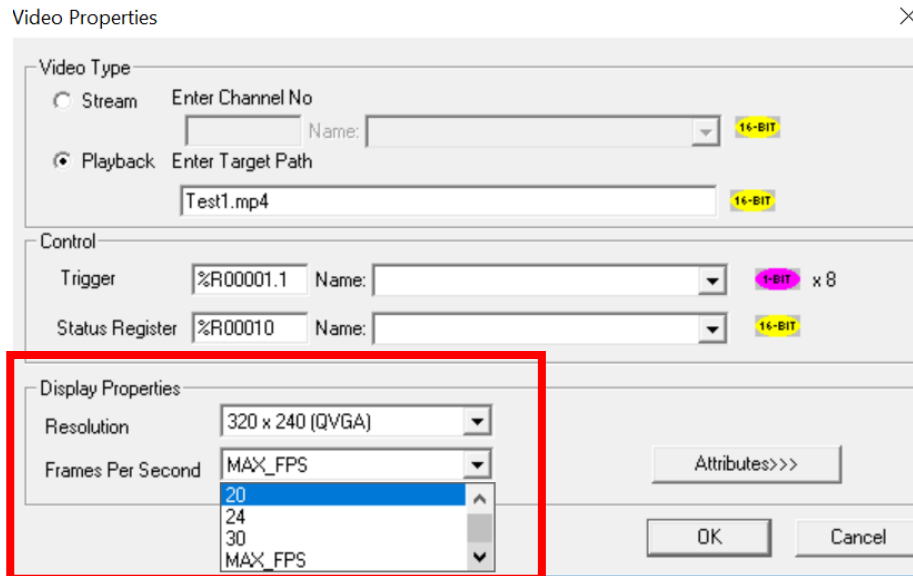 Video Properties
Video Type
Stream Enter Channel No
Name: 16-BIT
Playback Enter Target Path
Test1.mp4 16-BIT
Control
Trigger %R00001.1 Name: 1-BIT x 8
Status Register %R00010 Name: 16-BIT
Display Properties
Resolution 320 x 240 (QVGA)
Frames Per Second MAX_FPS Attributes>>>
20
24
30
MAX_FPS
OK Cancel